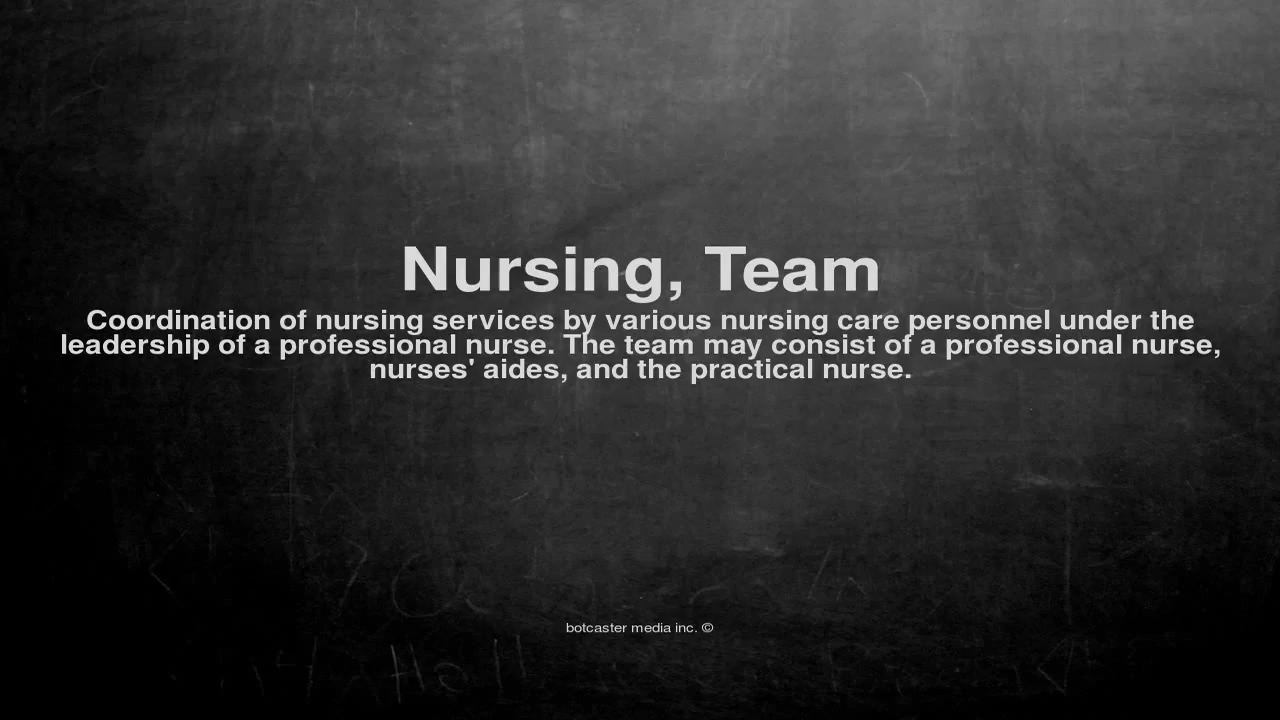 Nursing, Team
Coordination of nursing services by various nursing care personnel under the
leadership of a professional nurse. The team may consist of a professional nurse,
nurses' aides, and the practical nurse.
botcaster media inc. ©